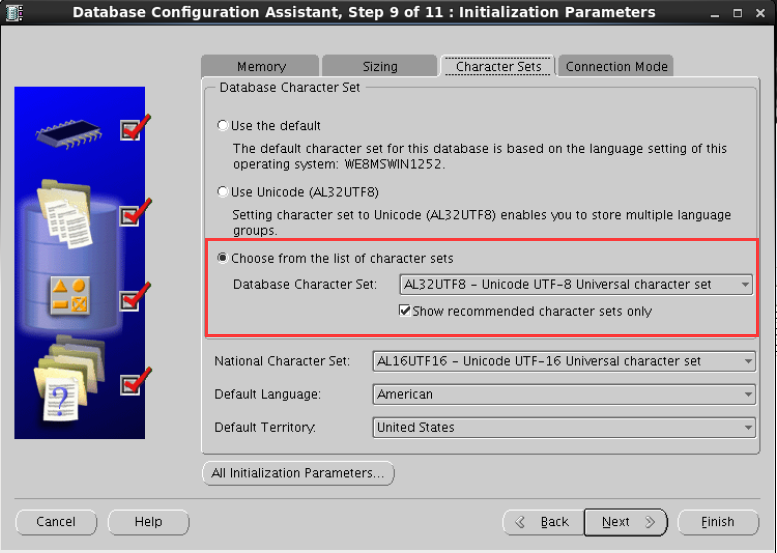 Database Configuration Assistant, Step 9 of 11 : Initialization Parameters
Memory
Sizing
Character Sets
Connection Mode
Database Character Set
Use the default
The default character set for this database is based on the language setting of this
operating system: WE8MSWIN1252.
Use Unicode (AL32UTF8)
Setting character set to Unicode (AL32UTF8) enables you to store multiple language
groups.
Choose from the list of character sets
Database Character Set: AL32UTF8 - Unicode UTF-8 Universal character set
Show recommended character sets only
National Character Set: AL16UTF16 - Unicode UTF-16 Universal character set
Default Language: American
Default Territory: United States
All Initialization Parameters...
Cancel
Help
Back
Next
Finish